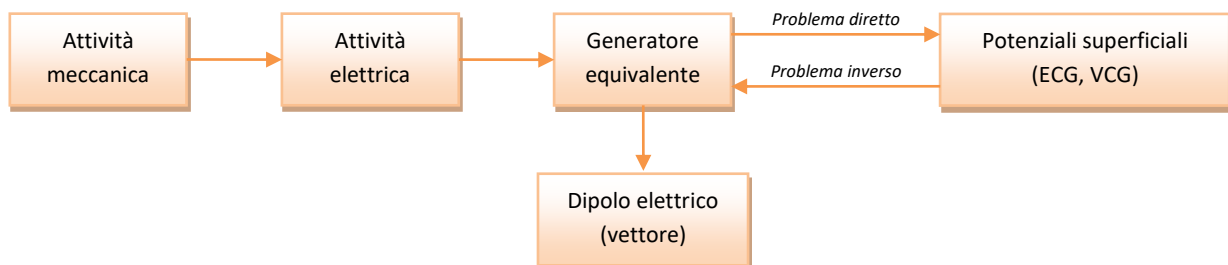 Attività
meccanica
Attività
elettrica
Generatore
equivalente
Problema diretto
Problema inverso
Potenziali superficiali
(ECG, VCG)
Dipolo elettrico
(vettore)